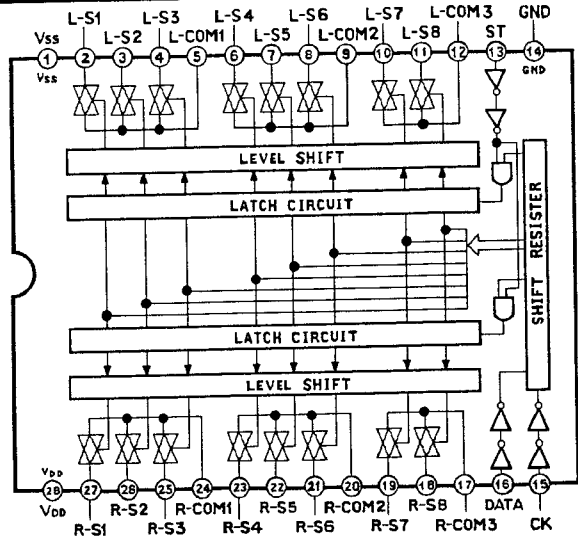 L-S1 L-S3 L-S4 L-S6 L-S7 L-COM3 GND
VSS L-S2 L-COM1 L-S5 L-COM2 L-S8 ST
1 2 3 4 5 6 7 8 9 10 11 12 13 14
VSS GND
LEVEL SHIFT
LATCH CIRCUIT
SHIFT RESISTER
LATCH CIRCUIT
LEVEL SHIFT
VDD
28 27 26 25 24 23 22 21 20 19 18 17 16 15
VDD R-S2 R-COM1 R-S5 R-COM2 R-S8 DATA
R-S1 R-S3 R-S4 R-S6 R-S7 R-COM3 CK